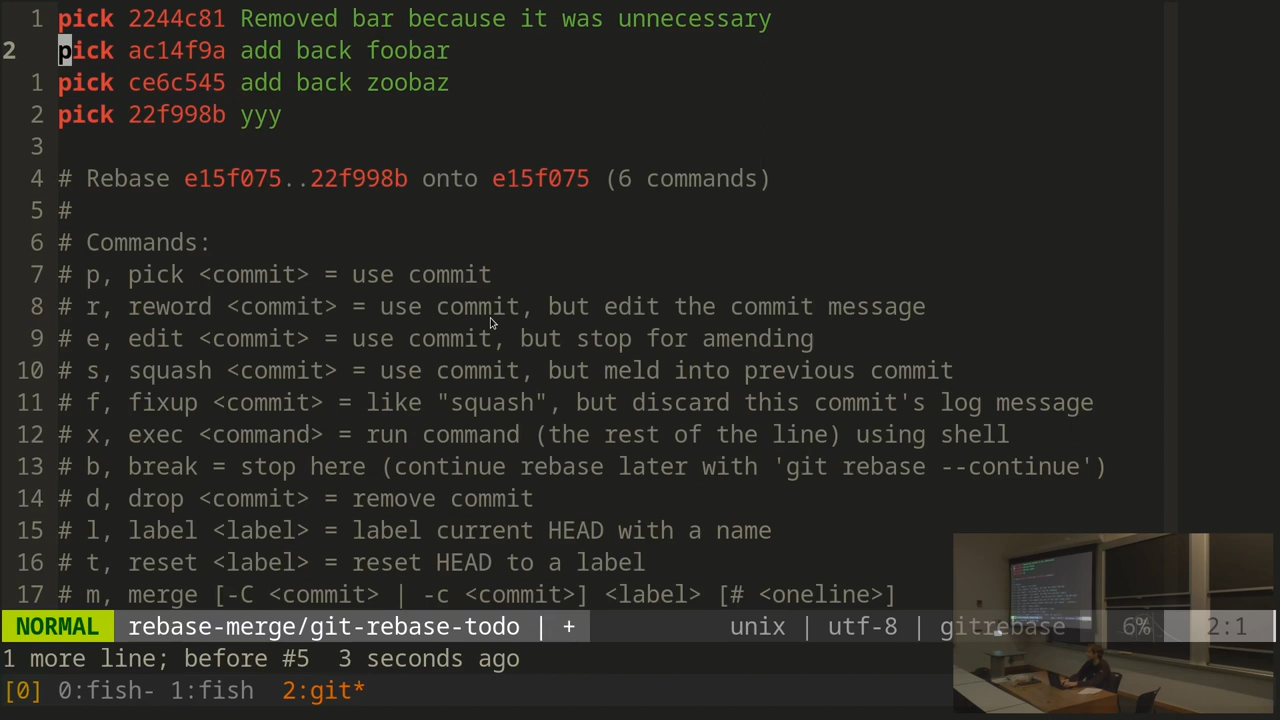 1 pick 2244c81 Removed bar because it was unnecessary
2 pick ac14f9a add back foobar
1 pick ce6c545 add back zoobaz
2 pick 22f998b yyy
3
4 # Rebase e15f075..22f998b onto e15f075 (6 commands)
5 #
6 # Commands:
7 # p, pick <commit> = use commit
8 # r, reword <commit> = use commit, but edit the commit message
9 # e, edit <commit> = use commit, but stop for amending
10 # s, squash <commit> = use commit, but meld into previous commit
11 # f, fixup <commit> = like "squash", but discard this commit's log message
12 # x, exec <command> = run command (the rest of the line) using shell
13 # b, break = stop here (continue rebase later with 'git rebase --continue')
14 # d, drop <commit> = remove commit
15 # l, label <label> = label current HEAD with a name
16 # t, reset <label> = reset HEAD to a label
17 # m, merge [-C <commit> | -c <commit>] <label> [# <oneline>]
NORMAL rebase-merge/git-rebase-todo | + unix | utf-8 | gitrebase 6% 2:1
1 more line; before #5 3 seconds ago
[0] 0:fish- 1:fish 2:git*